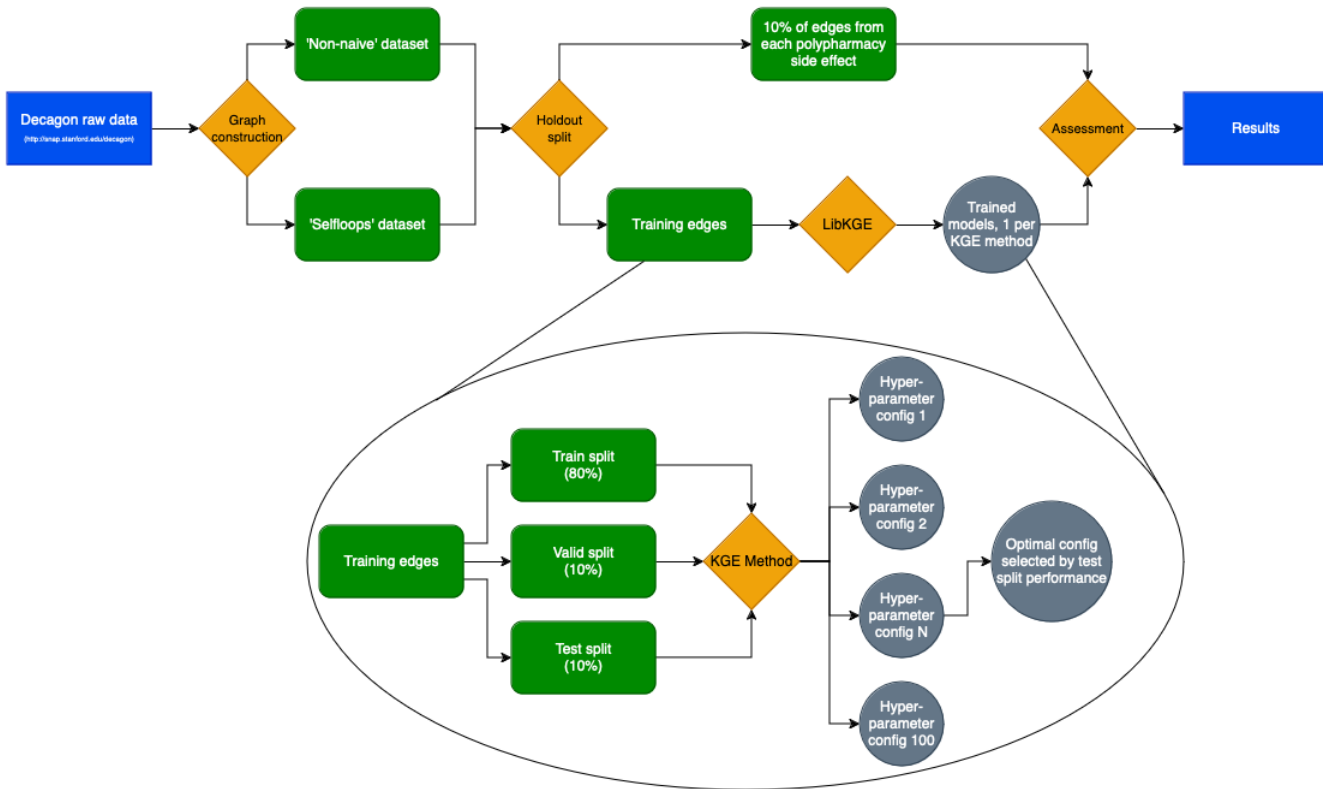 'Non-naive' dataset
10% of edges from
each polypharmacy
side effect
Decagon raw data
(http://snap.stanford.edu/decagon)
Graph
construction
Holdout
split
Assessment
Results
'Selfloops' dataset
Training edges
LibKGE
Trained
models, 1 per
KGE method
Hyper-
parameter
config 1
Train split
(80%)
Hyper-
parameter
config 2
Training edges
Valid split
(10%)
KGE Method
Optimal config
selected by test
split performance
Hyper-
parameter
config N
Test split
(10%)
Hyper-
parameter
config 100